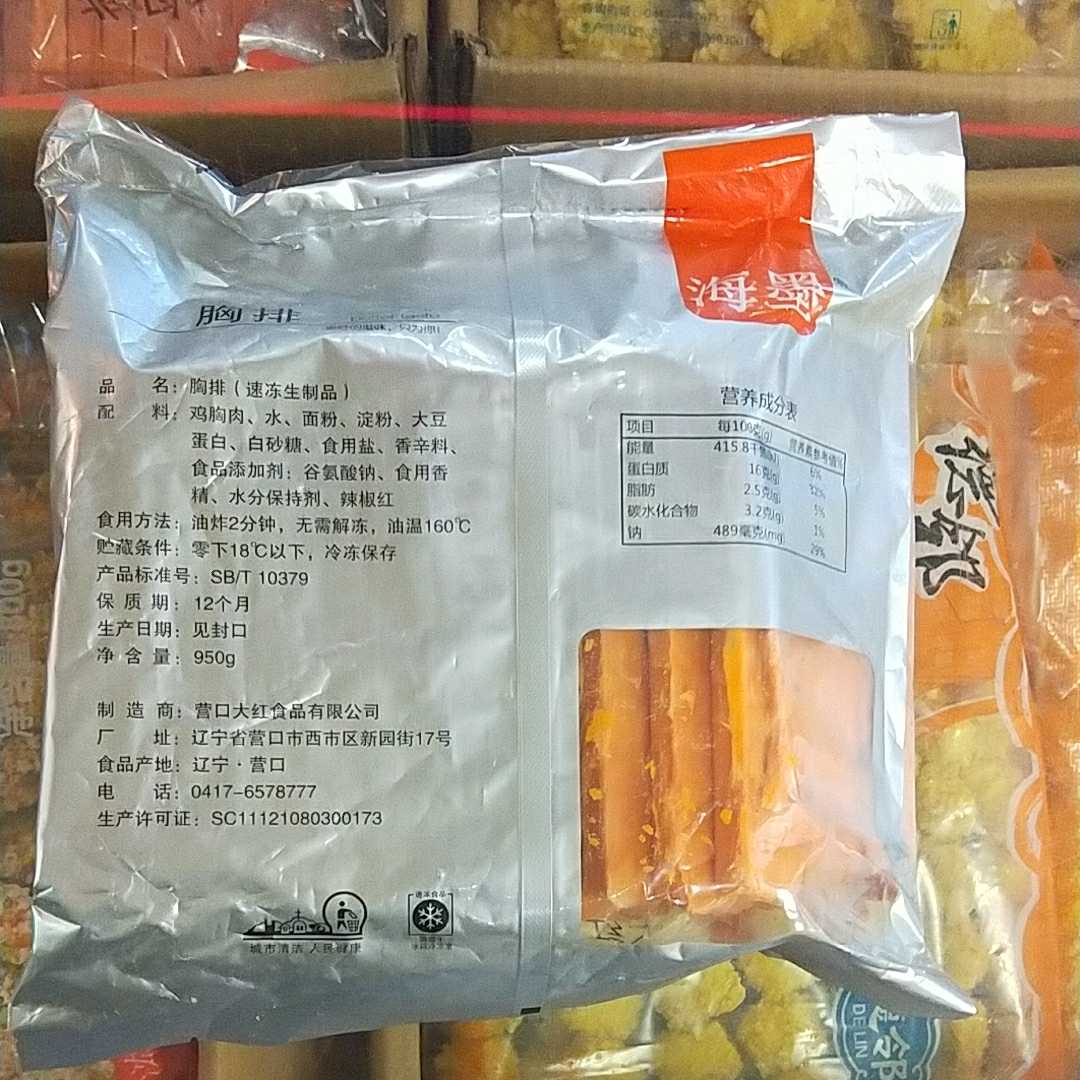 胸排
品　名：胸排（速冻生制品）
配　料：鸡胸肉、水、面粉、淀粉、大豆
蛋白、白砂糖、食用盐、香辛料、
食品添加剂：谷氨酸钠、食用香
精、水分保持剂、辣椒红
食用方法：油炸2分钟，无需解冻，油温160℃
贮藏条件：零下18℃以下，冷冻保存
产品标准号：SB/T 10379
保 质 期：12个月
生产日期：见封口
净 含 量：950g
制 造 商：营口大红食品有限公司
厂　址：辽宁省营口市西市区新园街17号
食品产地：辽宁·营口
电　话：0417-6578777
生产许可证：SC11121080300173
城市清洁 人民健康
速冻食品
营养成分表
项目 每100克(g) 营养素参考值%
能量 415.8千焦(kJ) 6%
蛋白质 16克(g)
脂肪 2.5克(g) 5%
碳水化合物 3.2克(g) 1%
钠 489毫克(mg) 29%
DE LIN